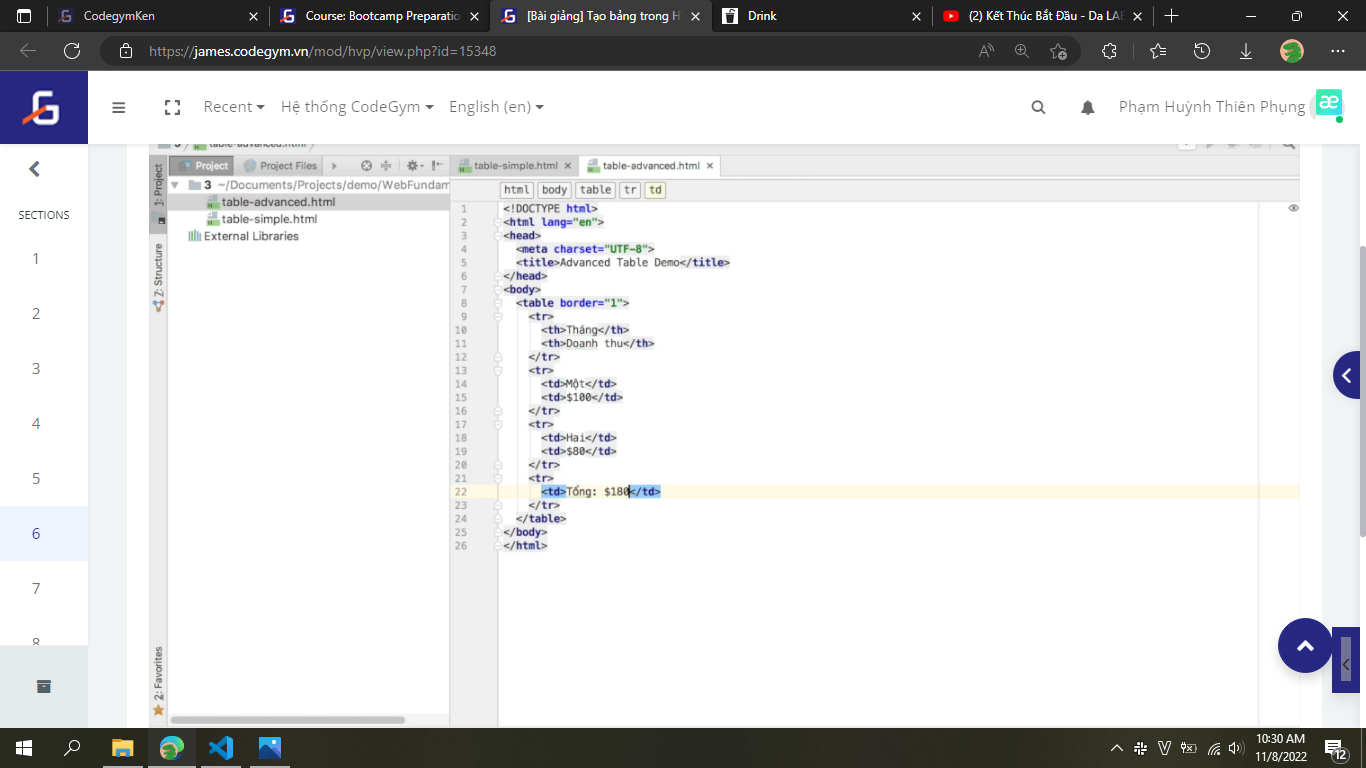 CodegymKen
Course: Bootcamp Preparatio
[Bài giảng] Tạo bảng trong H
Drink
(2) Kết Thúc Bắt Đầu - Da LAB
https://james.codegym.vn/mod/hvp/view.php?id=15348
Recent
Hệ thống CodeGym
English (en)
Phạm Huỳnh Thiên Phụng
æ
SECTIONS
1
2
3
4
5
6
7
8
table-advanced.html
1: Project
Project
Project Files
table-simple.html
table-advanced.html
3 ~/Documents/Projects/demo/WebFundam
table-advanced.html
table-simple.html
External Libraries
Z: Structure
2: Favorites
html body table tr td
1 <!DOCTYPE html>
2 <html lang="en">
3 <head>
4 <meta charset="UTF-8">
5 <title>Advanced Table Demo</title>
6 </head>
7 <body>
8 <table border="1">
9 <tr>
10 <th>Tháng</th>
11 <th>Doanh thu</th>
12 </tr>
13 <tr>
14 <td>Một</td>
15 <td>$100</td>
16 </tr>
17 <tr>
18 <td>Hai</td>
19 <td>$80</td>
20 </tr>
21 <tr>
22 <td>Tổng: $180</td>
23 </tr>
24 </table>
25 </body>
26 </html>
10:30 AM
11/8/2022
12